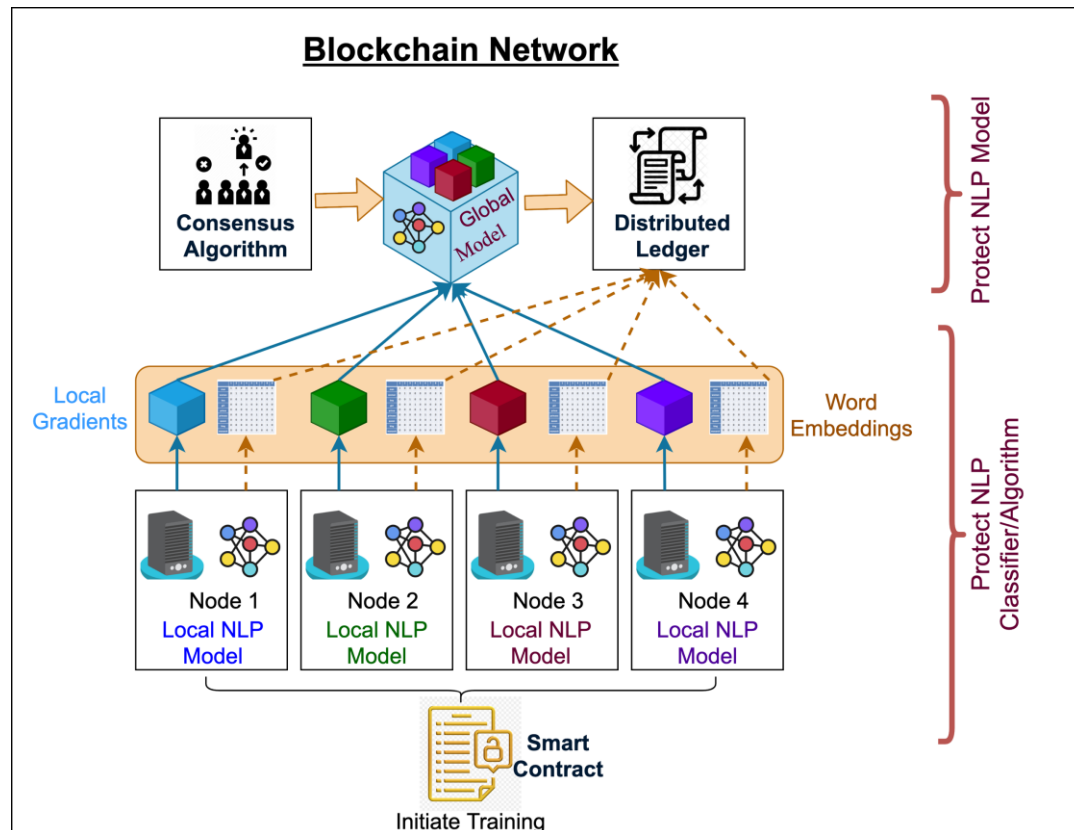 Blockchain Network
Consensus
Algorithm
Global
Model
Distributed
Ledger
Protect NLP Model
Local
Gradients
Word
Embeddings
Node 1
Local NLP
Model
Node 2
Local NLP
Model
Node 3
Local NLP
Model
Node 4
Local NLP
Model
Protect NLP
Classifier/Algorithm
Smart
Contract
Initiate Training